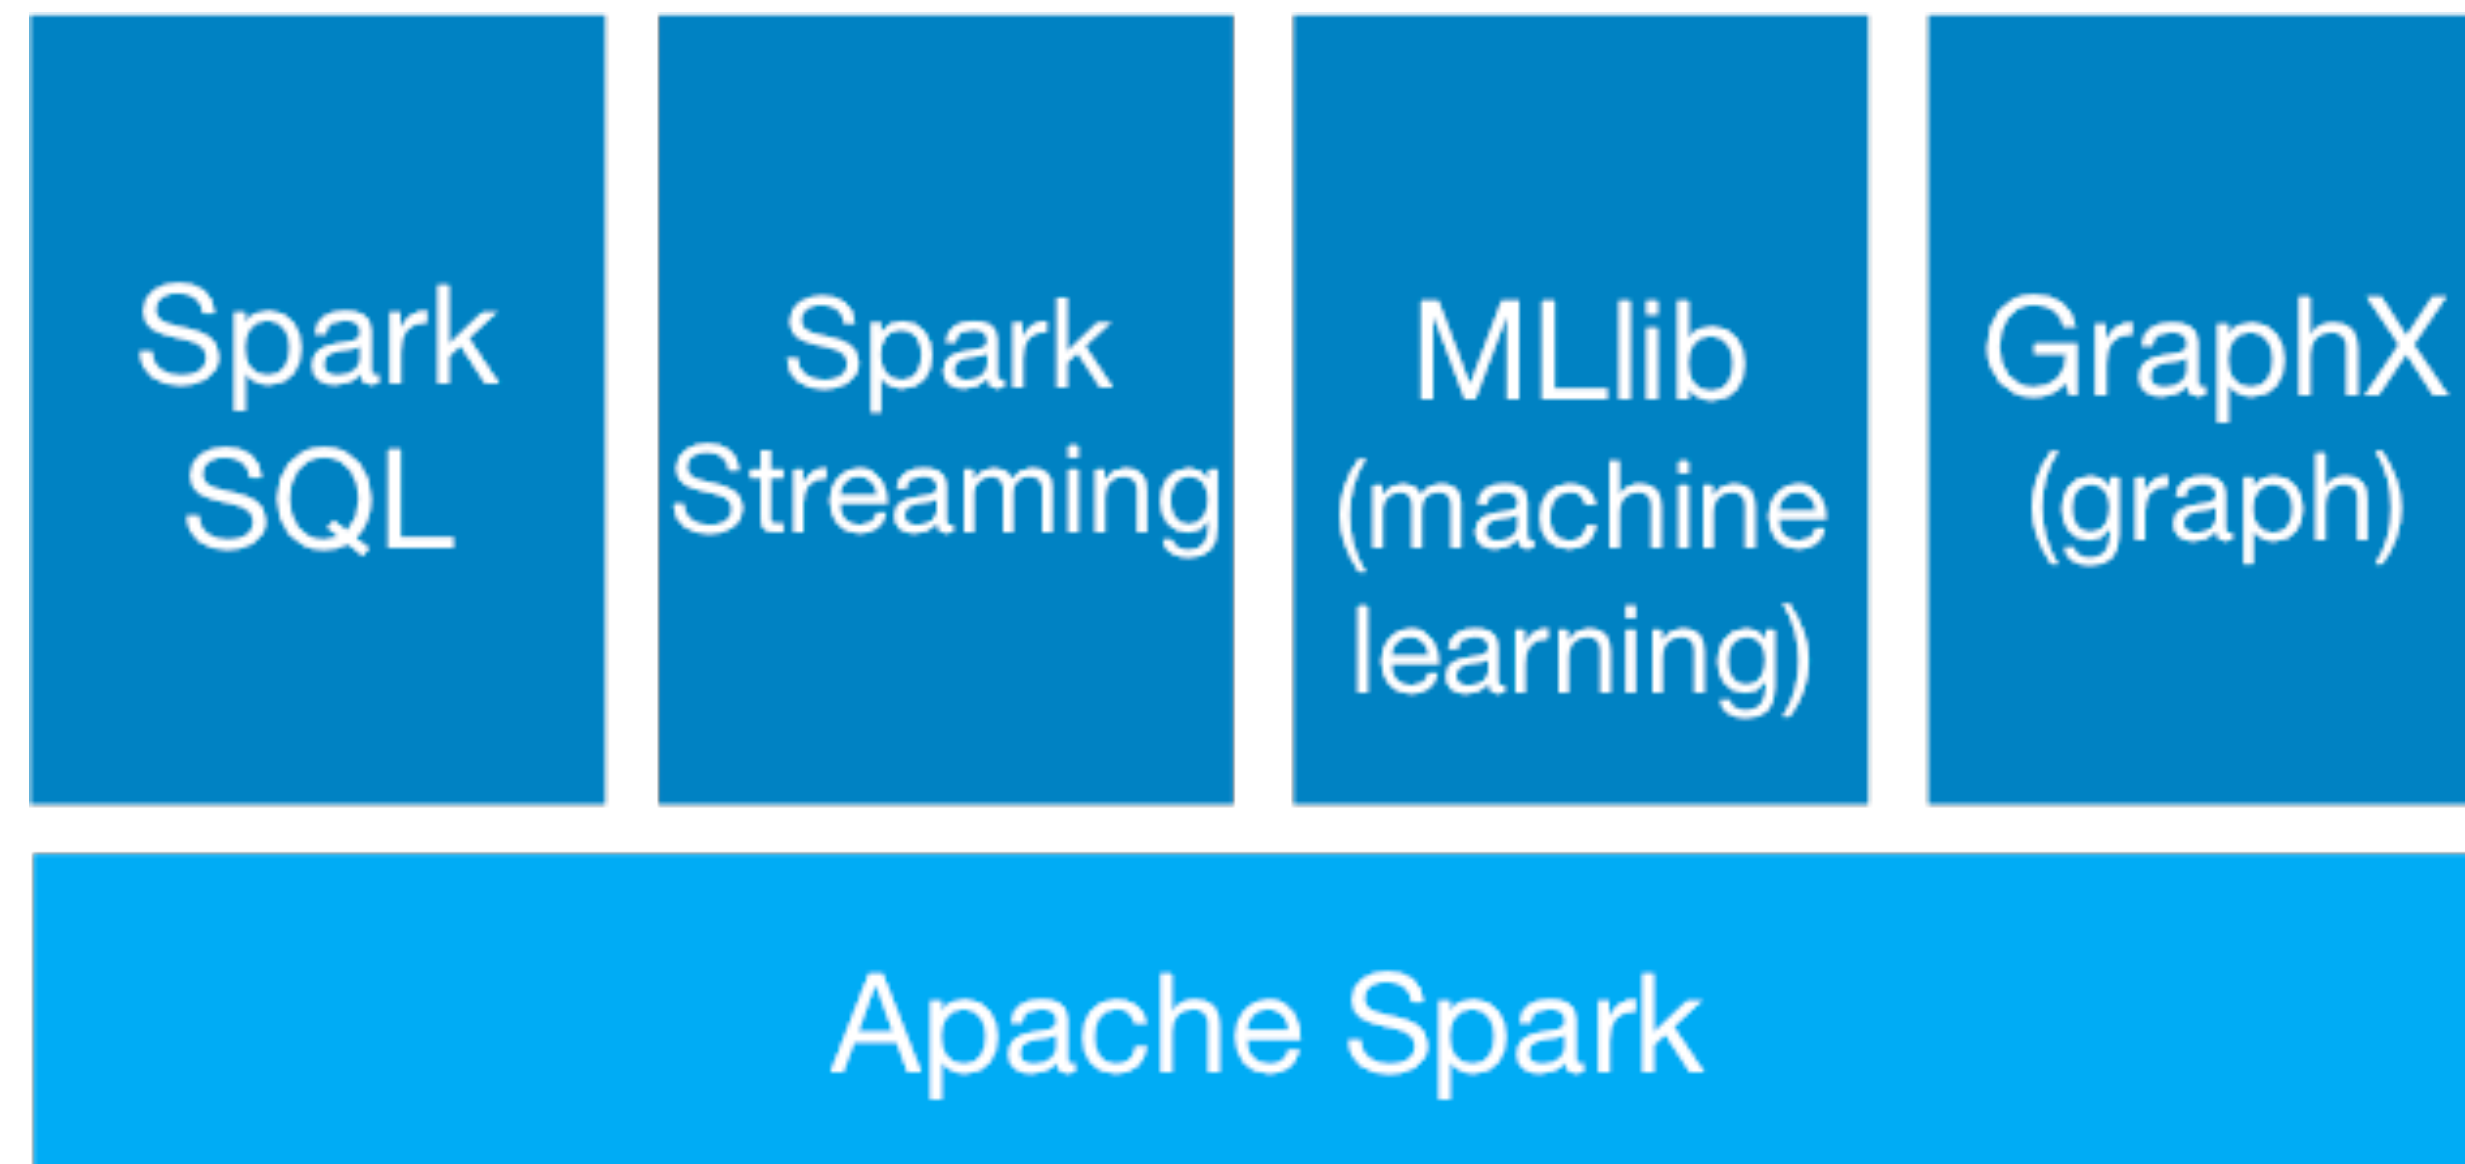 Spark
SQL
Spark
Streaming
MLlib
(machine
learning)
GraphX
(graph)
Apache Spark